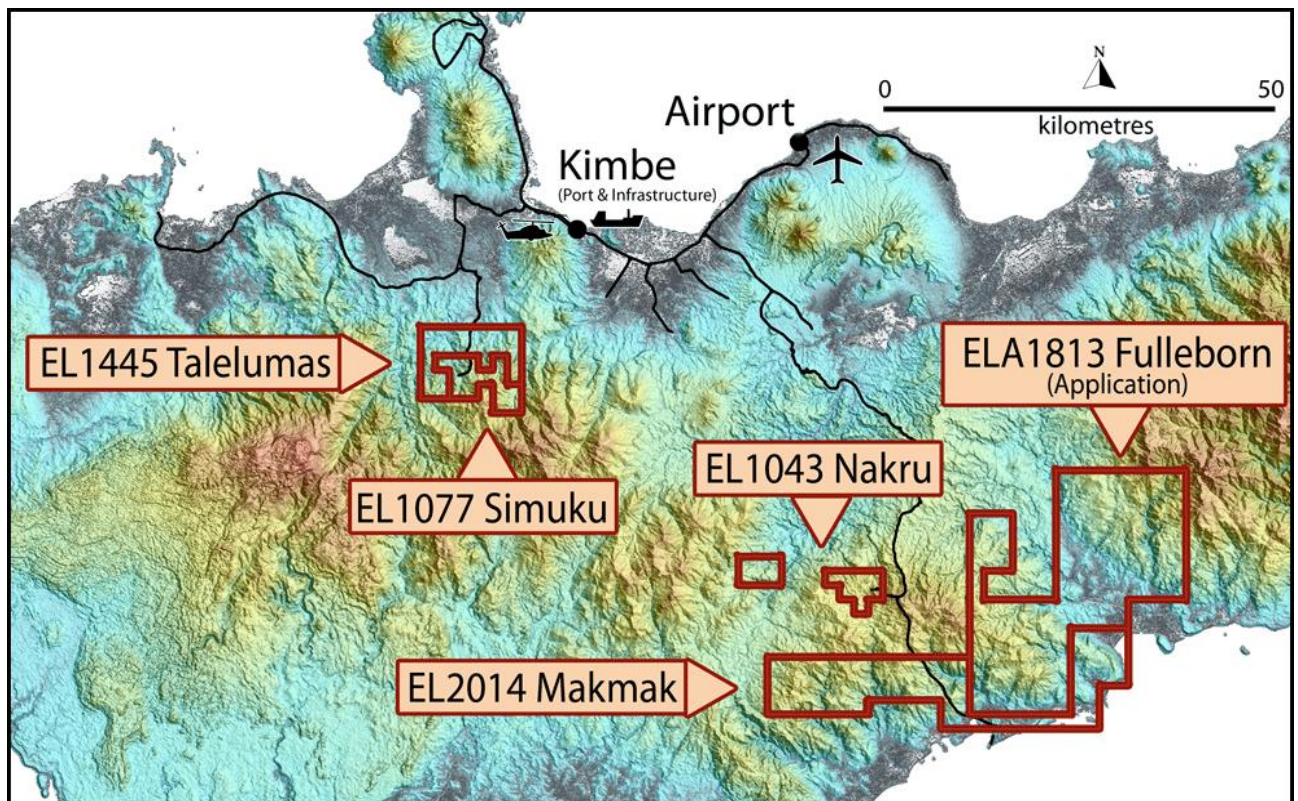 N
0 50
kilometres
Airport
Kimbe
(Port & Infrastructure)
EL1445 Talelumas
ELA1813 Fulleborn
(Application)
EL1043 Nakru
EL1077 Simuku
EL2014 Makmak